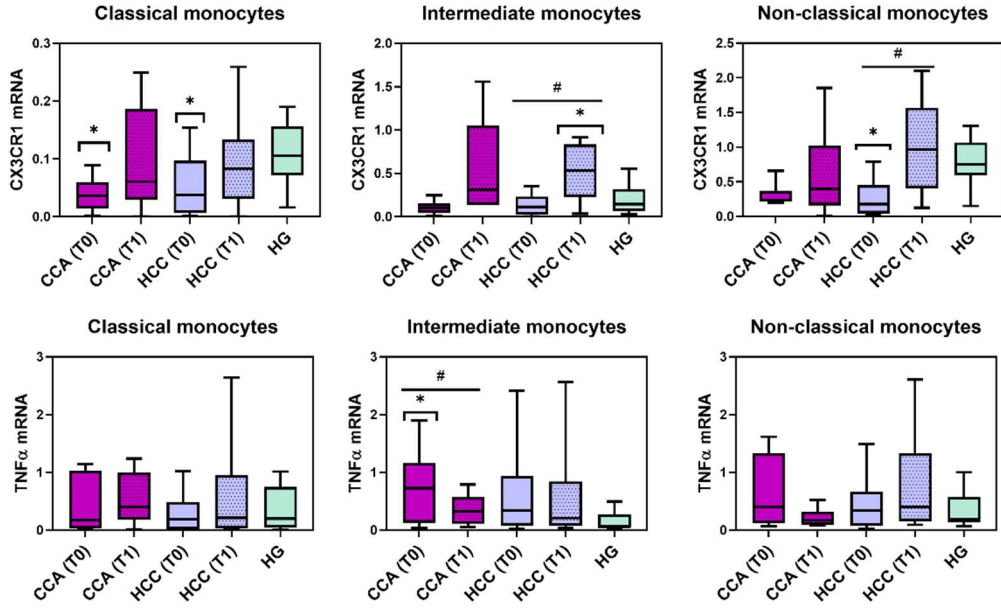 Classical monocytes
CX3CR1 mRNA
0.3
0.2
0.1
0.0
*
*
CCA (T0)
CCA (T1)
HCC (T0)
HCC (T1)
HG
Intermediate monocytes
CX3CR1 mRNA
2.0
1.5
1.0
0.5
0.0
#
*
CCA (T0)
CCA (T1)
HCC (T0)
HCC (T1)
HG
Non-classical monocytes
CX3CR1 mRNA
2.5
2.0
1.5
1.0
0.5
0.0
#
*
CCA (T0)
CCA (T1)
HCC (T0)
HCC (T1)
HG
Classical monocytes
TNFα mRNA
3
2
1
0
CCA (T0)
CCA (T1)
HCC (T0)
HCC (T1)
HG
Intermediate monocytes
TNFα mRNA
3
2
1
0
#
*
CCA (T0)
CCA (T1)
HCC (T0)
HCC (T1)
HG
Non-classical monocytes
TNFα mRNA
3
2
1
0
CCA (T0)
CCA (T1)
HCC (T0)
HCC (T1)
HG